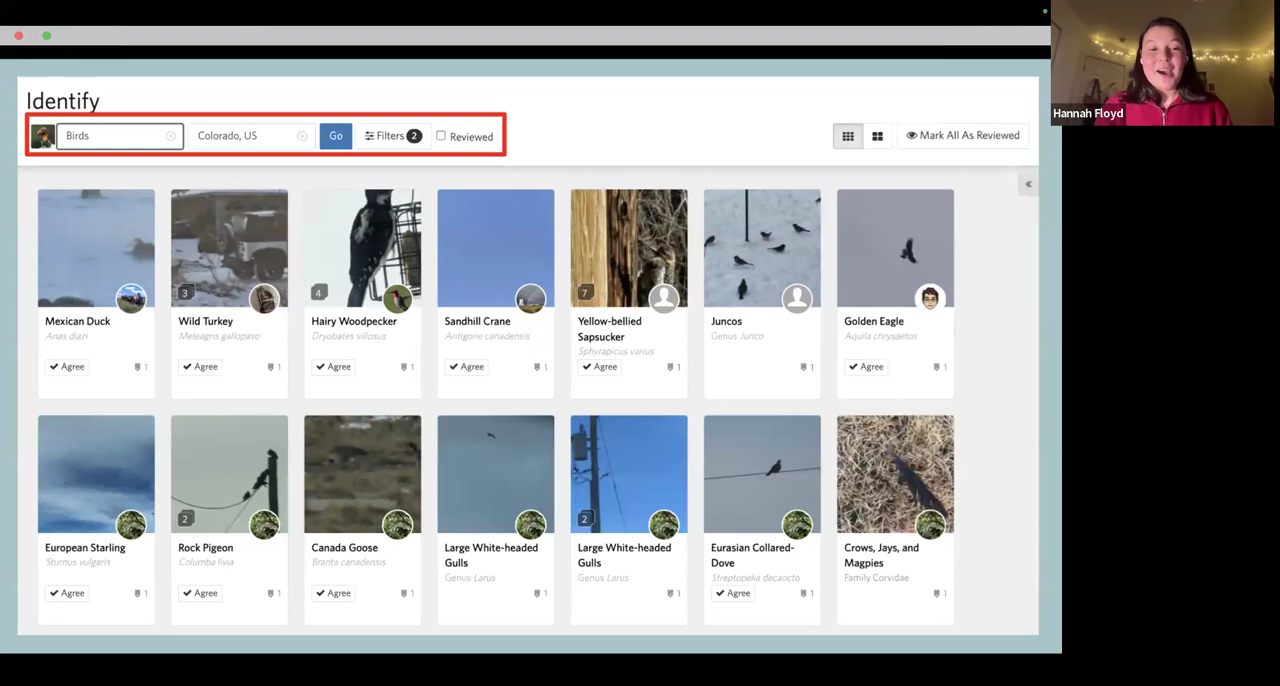 Hannah Floyd
Identify
Birds
Colorado, US
Go
Filters 2
Reviewed
Mark All As Reviewed
3
4
7
Mexican Duck
Anas diazi
Agree
1
Wild Turkey
Meleagris gallopavo
Agree
1
Hairy Woodpecker
Dryobates villosus
Agree
1
Sandhill Crane
Antigone canadensis
Agree
1
Yellow-bellied
Sapsucker
Sphyrapicus varius
Agree
1
Juncos
Genus Junco
1
Golden Eagle
Aquila chrysaetos
Agree
1
2
2
European Starling
Sturnus vulgaris
Agree
1
Rock Pigeon
Columba livia
Agree
1
Canada Goose
Branta canadensis
Agree
1
Large White-headed
Gulls
Genus Larus
1
Large White-headed
Gulls
Genus Larus
1
Eurasian Collared-
Dove
Streptopelia decaocto
Agree
1
Crows, Jays, and
Magpies
Family Corvidae
1